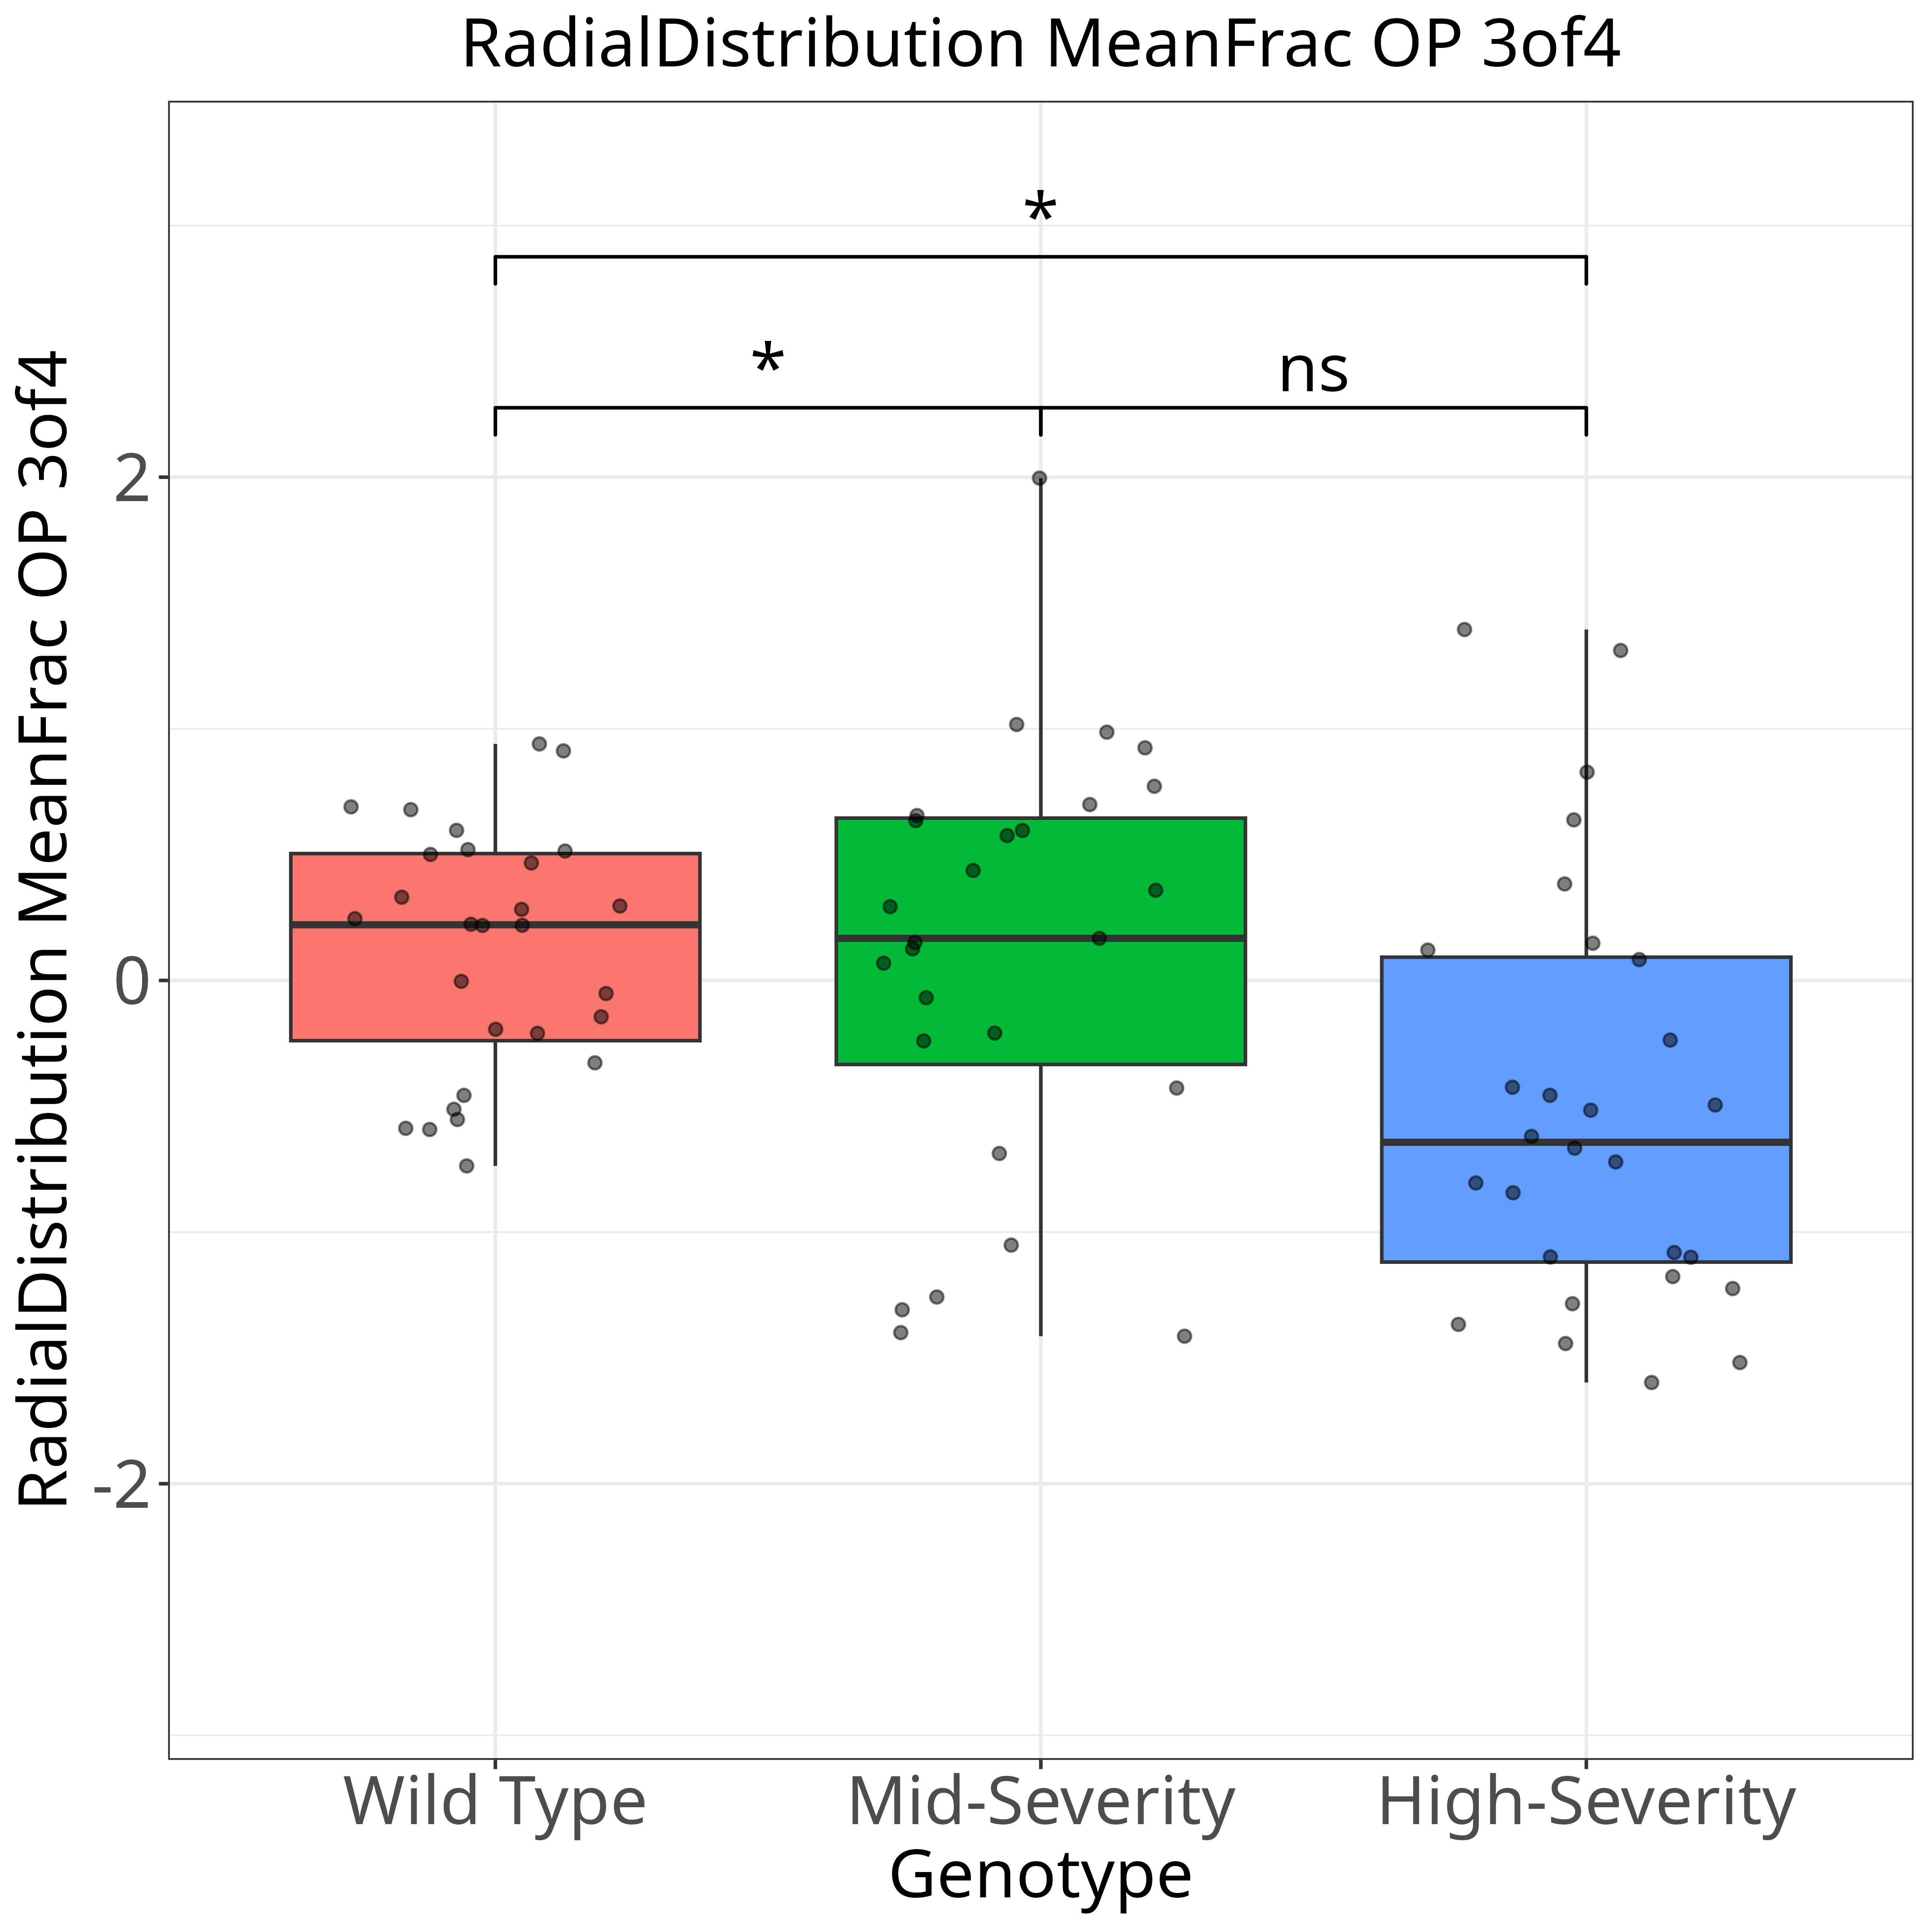 RadialDistribution MeanFrac OP 3of4
*
*
ns
RadialDistribution MeanFrac OP 3of4
2
0
-2
Wild Type
Mid-Severity
High-Severity
Genotype